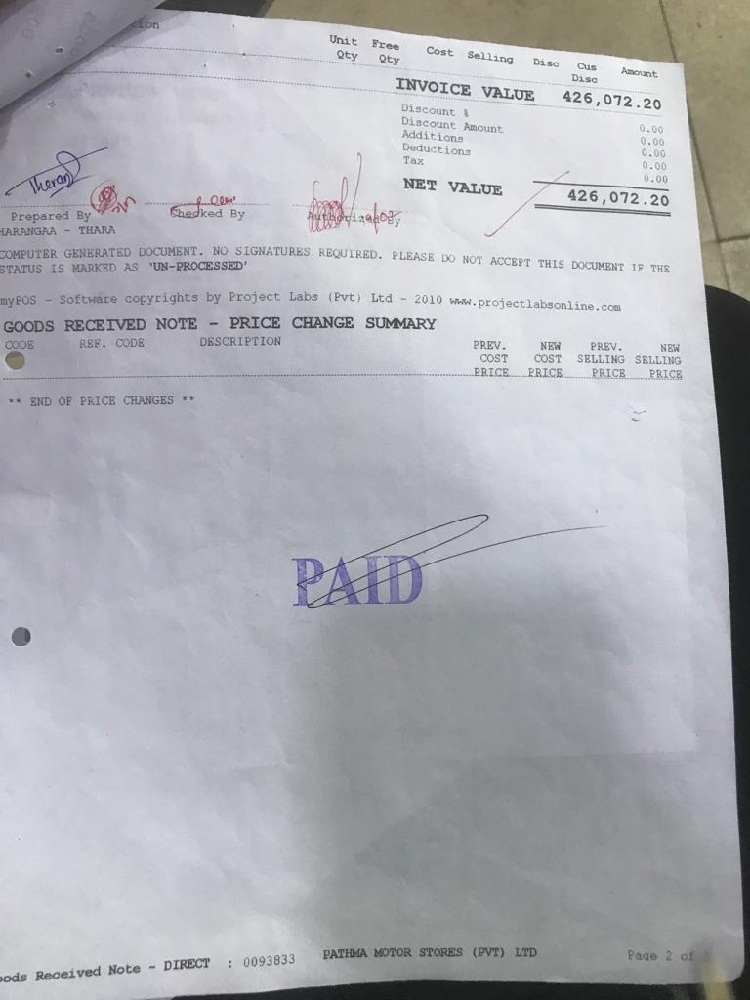 Unit Free Cost Selling Disc Cus Amount
Qty Qty Disc
INVOICE VALUE 426,072.20
Discount % 0.00
Discount Amount 0.00
Additions 0.00
Deductions 0.00
Tax 0.00
NET VALUE 426,072.20
Prepared By Checked By Authorized By
HARANGAA - THARA
COMPUTER GENERATED DOCUMENT. NO SIGNATURES REQUIRED. PLEASE DO NOT ACCEPT THIS DOCUMENT IF THE
STATUS IS MARKED AS 'UN-PROCESSED'
myPOS - Software copyrights by Project Labs (Pvt) Ltd - 2010 www.projectlabsonline.com
GOODS RECEIVED NOTE - PRICE CHANGE SUMMARY
CODE REF. CODE DESCRIPTION PREV. NEW PREV. NEW
COST COST SELLING SELLING
PRICE PRICE PRICE PRICE
** END OF PRICE CHANGES **
PAID
oods Received Note - DIRECT : 0093833 PATHMA MOTOR STORES (PVT) LTD Page 2 of